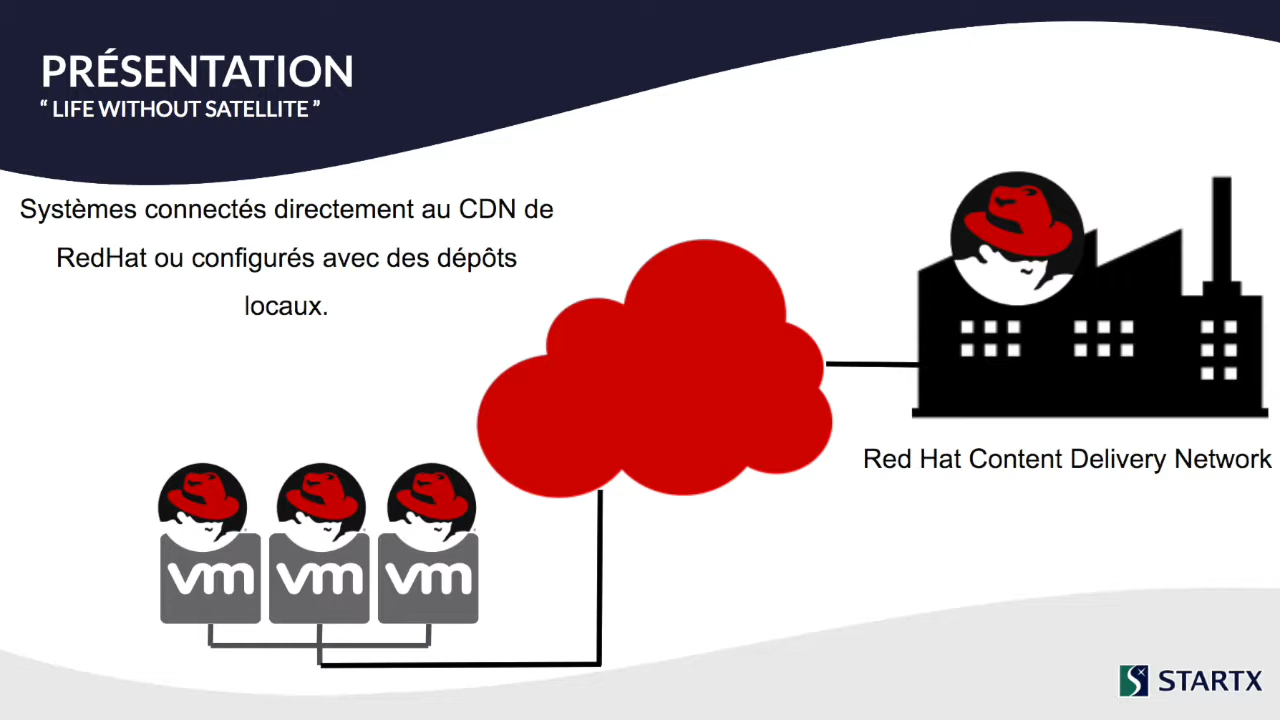 PRÉSENTATION
“ LIFE WITHOUT SATELLITE ”
Systèmes connectés directement au CDN de
RedHat ou configurés avec des dépôts
locaux.
Red Hat Content Delivery Network
vm vm vm
STARTX